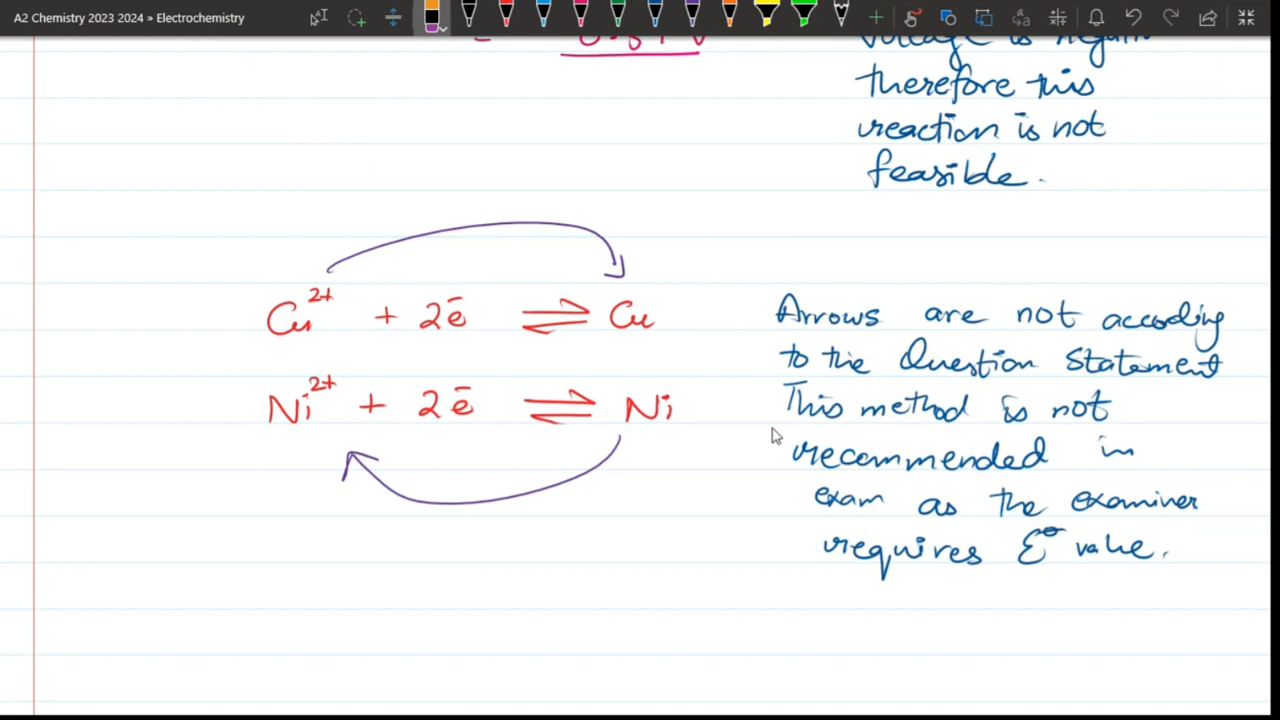 A2 Chemistry 2023 2024 » Electrochemistry
therefore this
reaction is not
feasible.
Cu²⁺ + 2ē ⇌ Cu
Ni²⁺ + 2ē ⇌ Ni
Arrows are not accoding
to the Question Statement
This method is not
recommended in
exam as the examiner
requires E⊖ value.